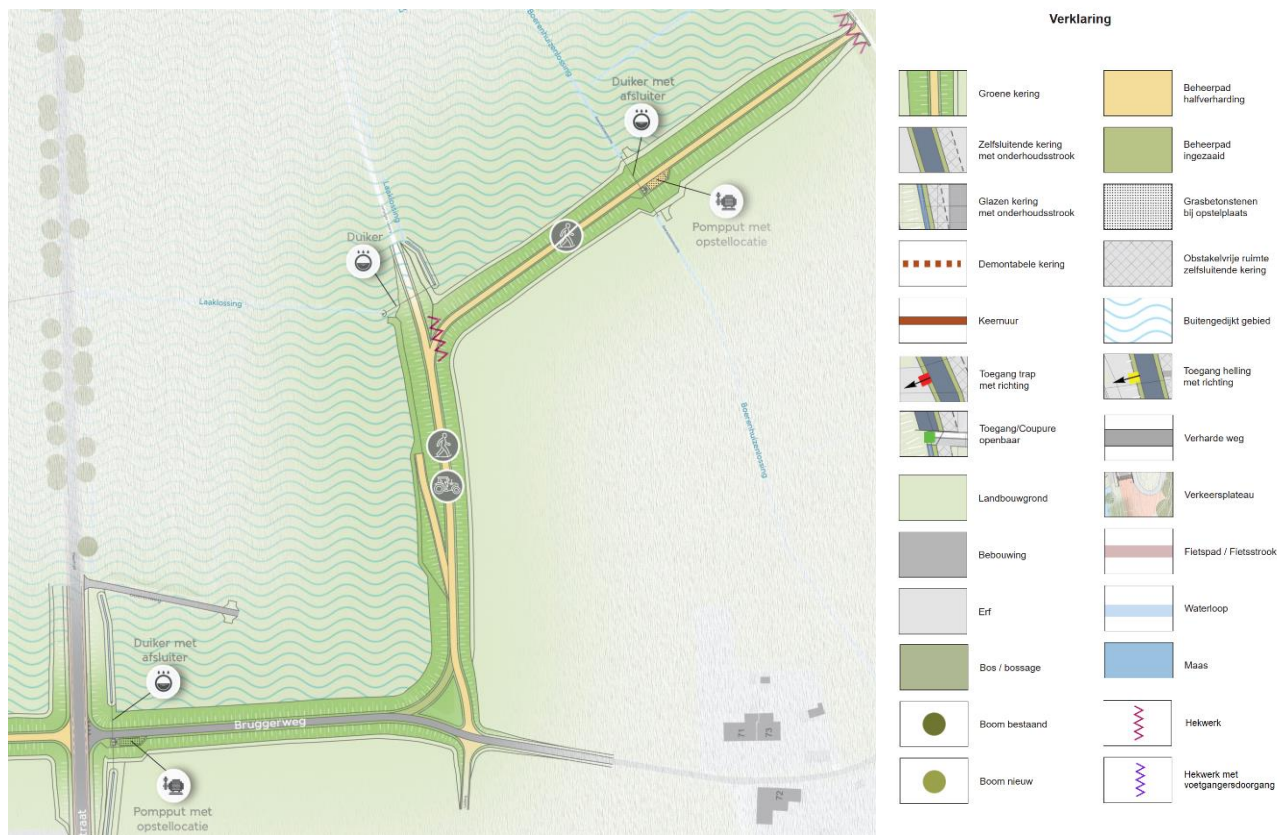 Duiker met
afsluiter
Boerenhuizenlossing
Laaklossing
Pompput met
opstellocatie
Duiker
Laaklossing
Boerenhuizenlossing
Duiker met
afsluiter
Bruggerweg
71
73
72
Pompput met
opstellocatie
straat
Verklaring
Groene kering
Beheerpad
halfverharding
Zelfsluitende kering
met onderhoudsstrook
Beheerpad
ingezaaid
Glazen kering
met onderhoudsstrook
Grasbetonstenen
bij opstelplaats
Demontabele kering
Obstakelvrije ruimte
zelfsluitende kering
Keermuur
Buitengedijkt gebied
Toegang trap
met richting
Toegang helling
met richting
Toegang/Coupure
openbaar
Verharde weg
Landbouwgrond
Verkeersplateau
Bebouwing
Fietspad / Fietsstrook
Erf
Waterloop
Bos / bossage
Maas
Boom bestaand
Hekwerk
Boom nieuw
Hekwerk met
voetgangersdoorgang